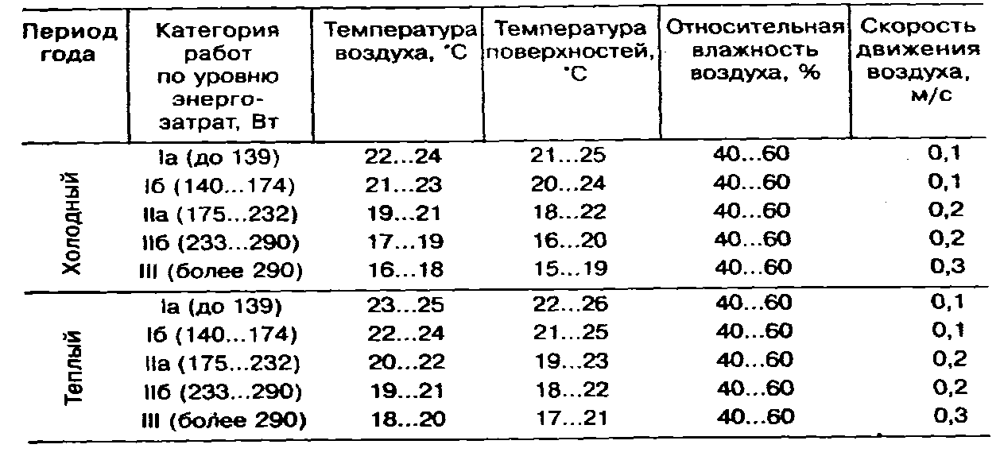 Период года Категория работ по уровню энерго-затрат, Вт Температура воздуха, °С Температура поверхностей, °С Относительная влажность воздуха, % Скорость движения воздуха, м/с
Холодный
Iа (до 139) 22...24 21...25 40...60 0,1
Iб (140...174) 21...23 20...24 40...60 0,1
IIа (175...232) 19...21 18...22 40...60 0,2
IIб (233...290) 17...19 16...20 40...60 0,2
III (более 290) 16...18 15...19 40...60 0,3
Теплый
Iа (до 139) 23...25 22...26 40...60 0,1
Iб (140...174) 22...24 21...25 40...60 0,1
IIа (175...232) 20...22 19...23 40...60 0,2
IIб (233...290) 19...21 18...22 40...60 0,2
III (более 290) 18...20 17...21 40...60 0,3